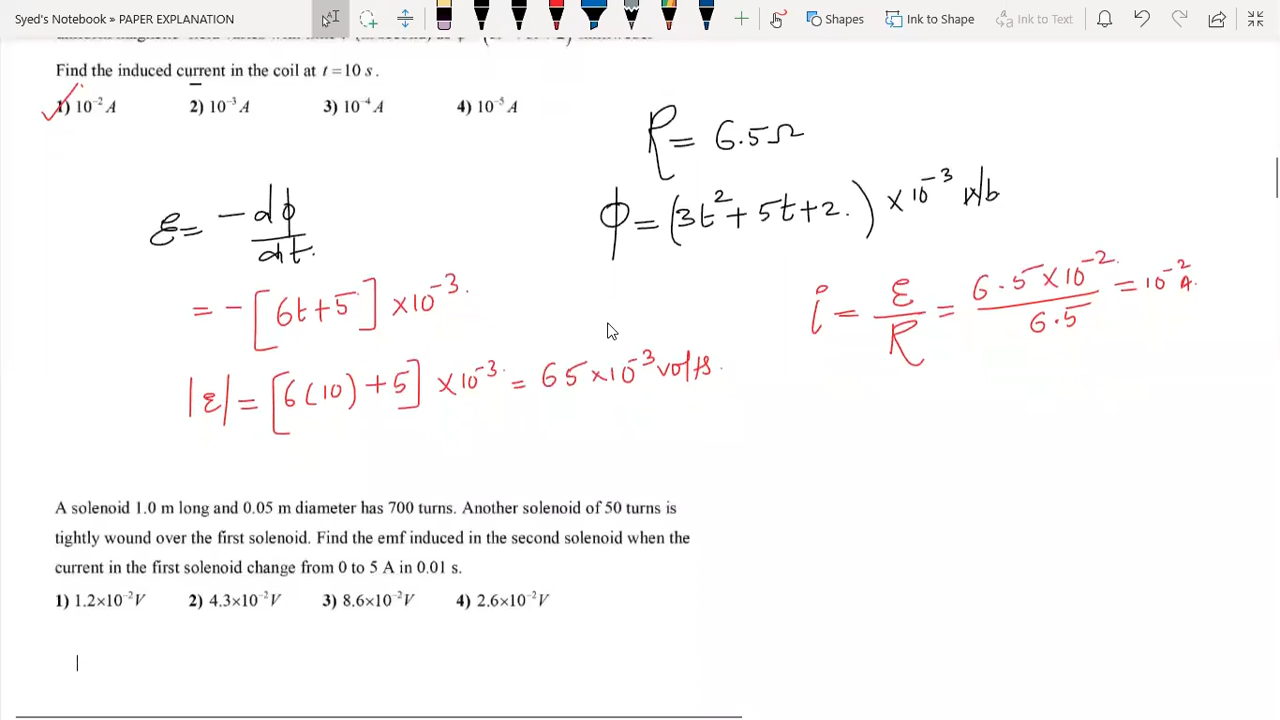 Syed's Notebook » PAPER EXPLANATION
Shapes
Ink to Shape
Ink to Text
Find the induced current in the coil at t = 10 s.
1) 10⁻² A 2) 10⁻³ A 3) 10⁻⁴ A 4) 10⁻⁵ A
R = 6.5Ω
ε = -dϕ/dt.
ϕ = (3t² + 5t + 2.) × 10⁻³ Wb
= -[6t + 5] × 10⁻³.
i = ε/R = 6.5 × 10⁻²/6.5 = 10⁻² A.
|ε| = [6(10) + 5] × 10⁻³. = 65 × 10⁻³ volts.
A solenoid 1.0 m long and 0.05 m diameter has 700 turns. Another solenoid of 50 turns is
tightly wound over the first solenoid. Find the emf induced in the second solenoid when the
current in the first solenoid change from 0 to 5 A in 0.01 s.
1) 1.2×10⁻² V 2) 4.3×10⁻² V 3) 8.6×10⁻² V 4) 2.6×10⁻² V